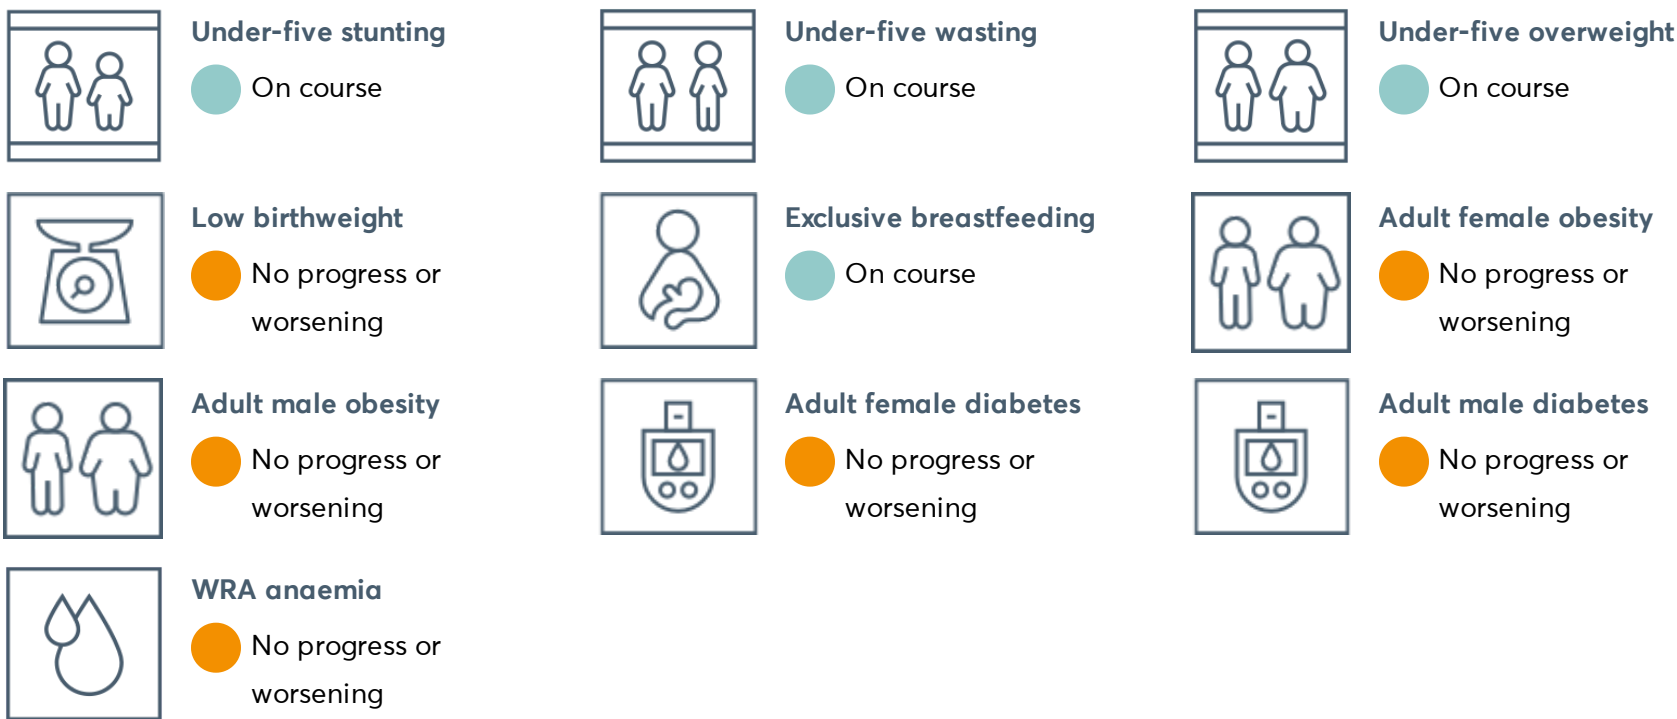 Under-five stunting
On course
Under-five wasting
On course
Under-five overweight
On course
Low birthweight
No progress or
worsening
Exclusive breastfeeding
On course
Adult female obesity
No progress or
worsening
Adult male obesity
No progress or
worsening
Adult female diabetes
No progress or
worsening
Adult male diabetes
No progress or
worsening
WRA anaemia
No progress or
worsening